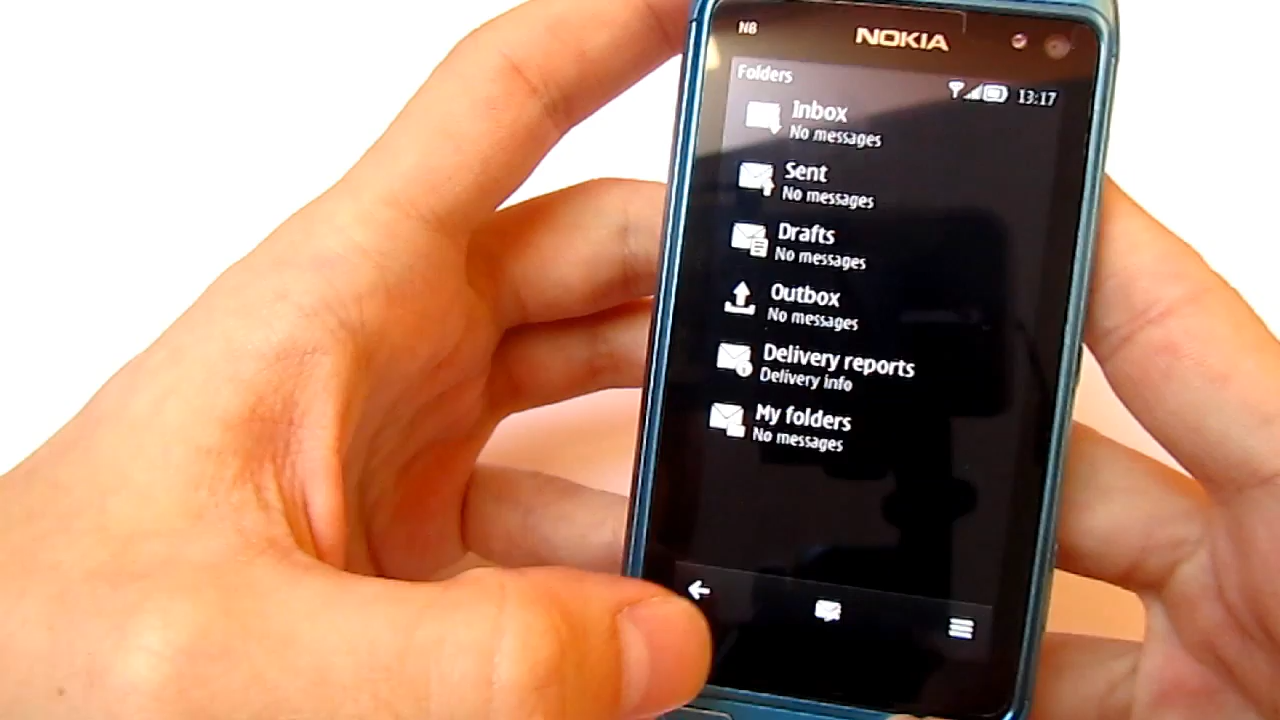 N8
NOKIA
Folders
13:17
Inbox
No messages
Sent
No messages
Drafts
No messages
Outbox
No messages
Delivery reports
Delivery info
My folders
No messages